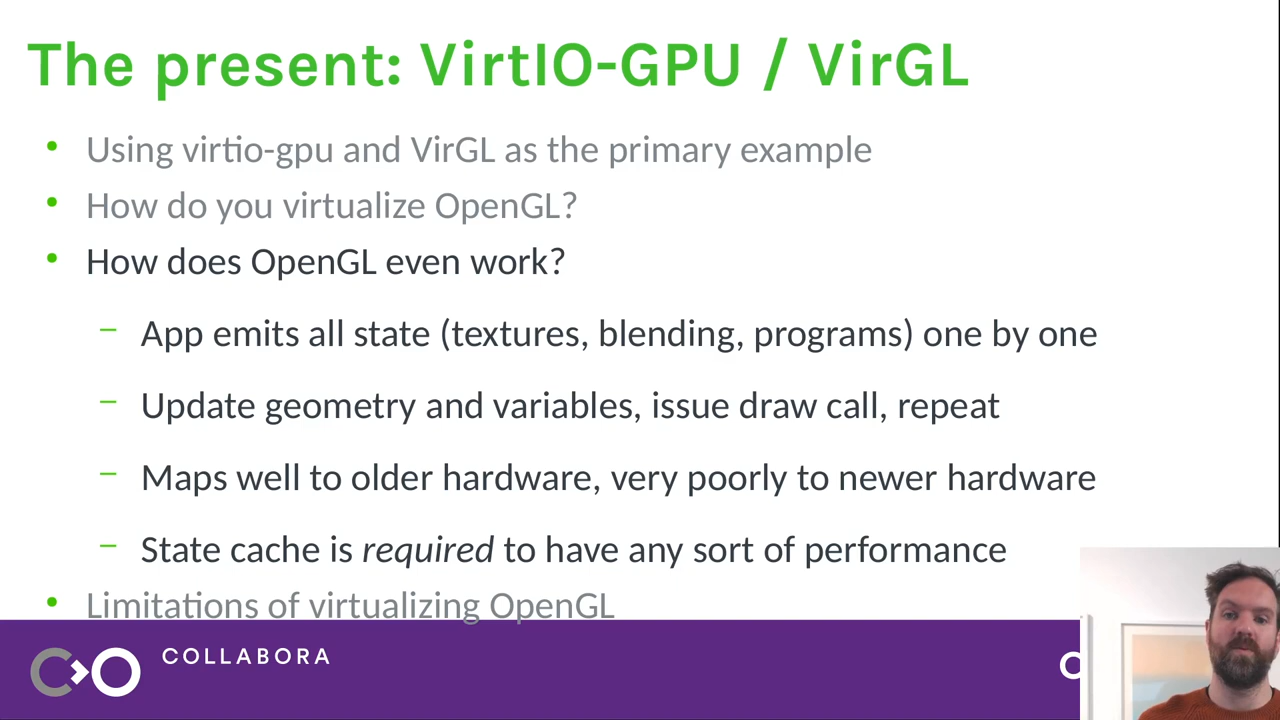 The present: VirtIO-GPU / VirGL
• Using virtio-gpu and VirGL as the primary example
• How do you virtualize OpenGL?
• How does OpenGL even work?
– App emits all state (textures, blending, programs) one by one
– Update geometry and variables, issue draw call, repeat
– Maps well to older hardware, very poorly to newer hardware
– State cache is required to have any sort of performance
• Limitations of virtualizing OpenGL
COLLABORA